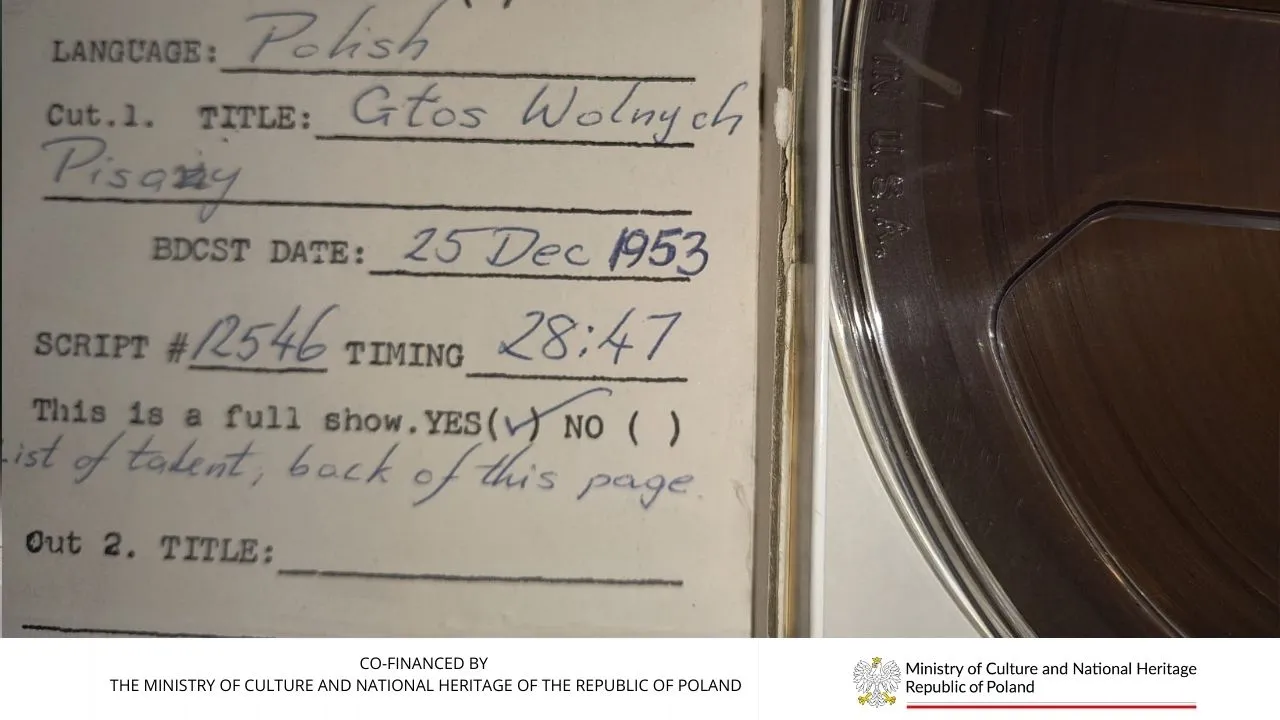 LANGUAGE: Polish
Cut.1. TITLE: Głos Wolnych
Pisarzy
BDCST DATE: 25 Dec 1953
SCRIPT #12546 TIMING 28:47
This is a full show. YES(✓) NO ( )
List of talent, back of this page.
Cut 2. TITLE:
E IN U.S.A.
CO-FINANCED BY
THE MINISTRY OF CULTURE AND NATIONAL HERITAGE OF THE REPUBLIC OF POLAND
Ministry of Culture and National Heritage
Republic of Poland